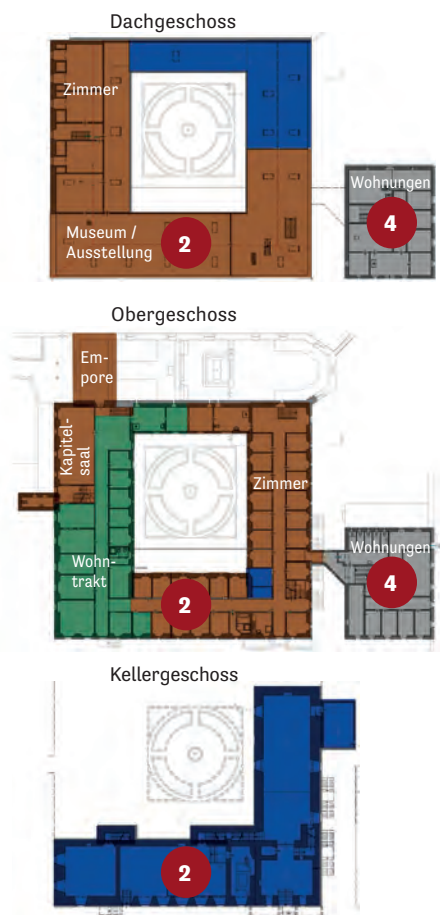 Dachgeschoss
Zimmer
Wohnungen
4
Museum /
Ausstellung
2
Obergeschoss
Em-
pore
Kapitel-
saal
Zimmer
Wohn-
trakt
Wohnungen
4
2
Kellergeschoss
2